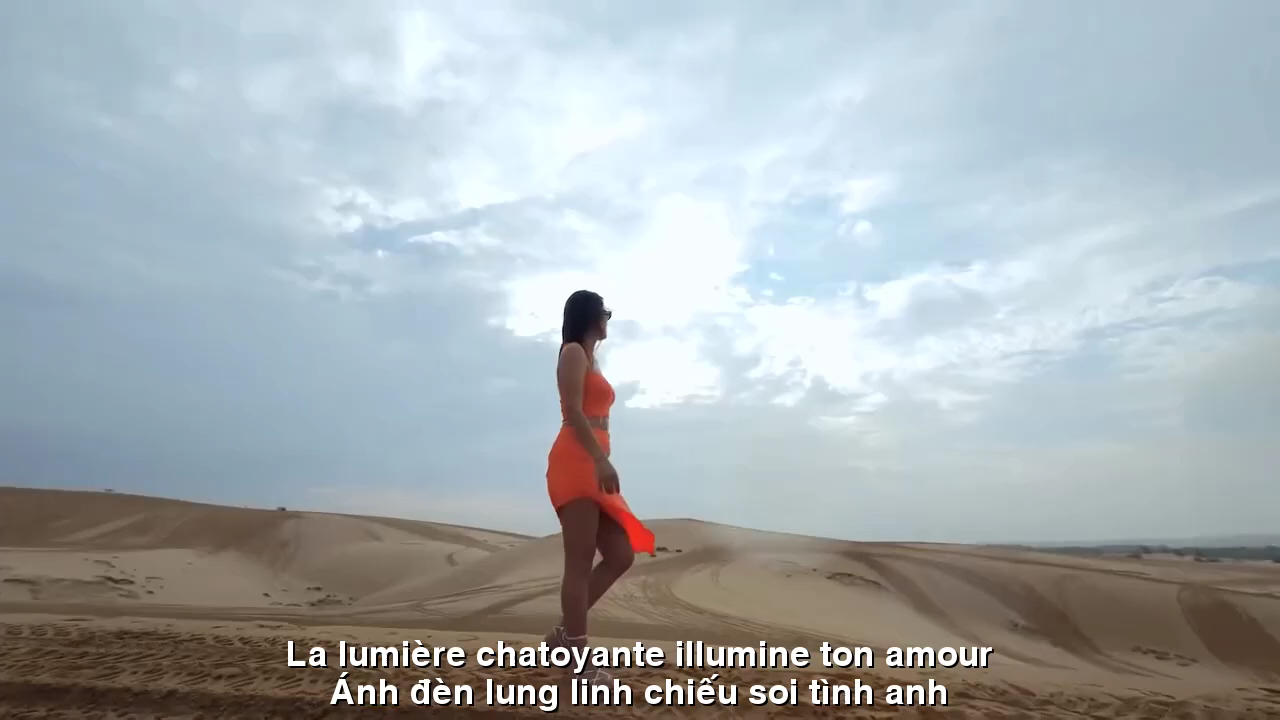 La lumière chatoyante illumine ton amour
Ánh đèn lung linh chiếu soi tình anh